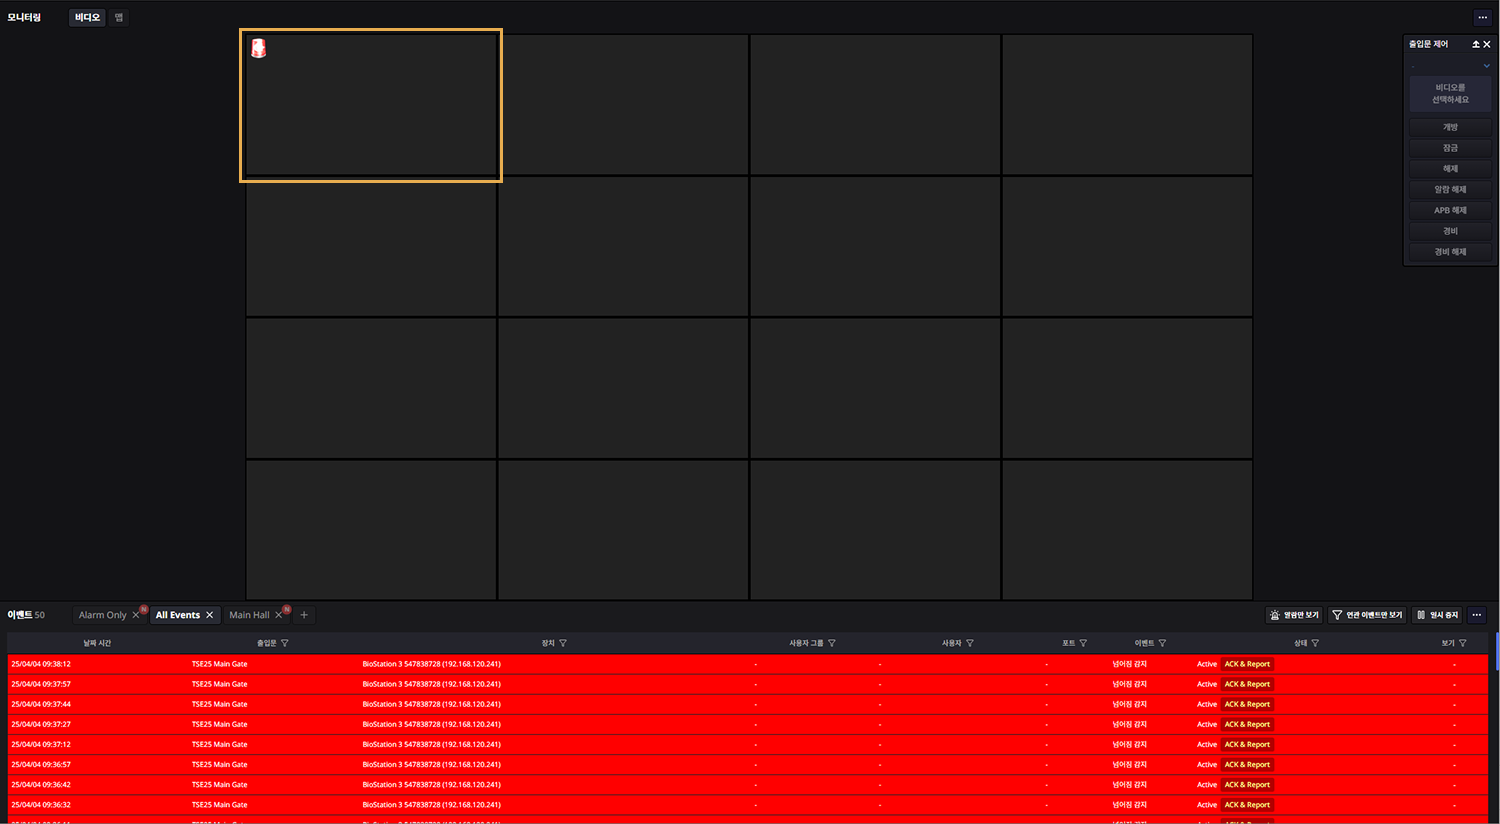 모니터링 비디오 맵 ...
출입문 제어
-
비디오를
선택하세요
개방
잠금
해제
알람 해제
APB 해제
경비
경비 해제
이벤트 50 Alarm Only N All Events Main Hall N + 알람만 보기 연관 이벤트만 보기 일시 중지 ...
날짜 시간 출입문 장치 사용자 그룹 사용자 포트 이벤트 상태 보기
25/04/04 09:38:12 TSE25 Main Gate BioStation 3 547838728 (192.168.120.241) - - - 넘어짐 감지 Active ACK & Report -
25/04/04 09:37:57 TSE25 Main Gate BioStation 3 547838728 (192.168.120.241) - - - 넘어짐 감지 Active ACK & Report -
25/04/04 09:37:44 TSE25 Main Gate BioStation 3 547838728 (192.168.120.241) - - - 넘어짐 감지 Active ACK & Report -
25/04/04 09:37:27 TSE25 Main Gate BioStation 3 547838728 (192.168.120.241) - - - 넘어짐 감지 Active ACK & Report -
25/04/04 09:37:12 TSE25 Main Gate BioStation 3 547838728 (192.168.120.241) - - - 넘어짐 감지 Active ACK & Report -
25/04/04 09:36:57 TSE25 Main Gate BioStation 3 547838728 (192.168.120.241) - - - 넘어짐 감지 Active ACK & Report -
25/04/04 09:36:42 TSE25 Main Gate BioStation 3 547838728 (192.168.120.241) - - - 넘어짐 감지 Active ACK & Report -
25/04/04 09:36:32 TSE25 Main Gate BioStation 3 547838728 (192.168.120.241) - - - 넘어짐 감지 Active ACK & Report -